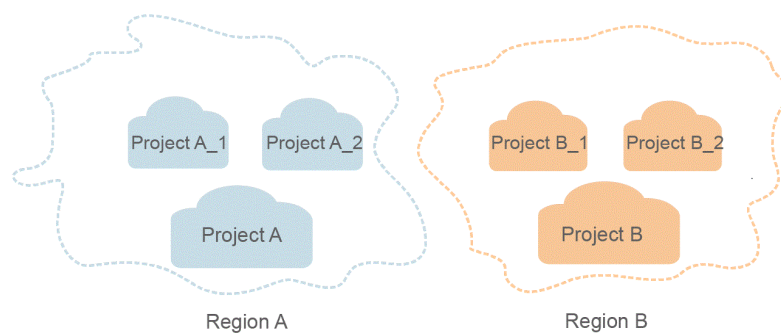 Project A_1
Project A_2
Project A
Region A
Project B_1
Project B_2
Project B
Region B